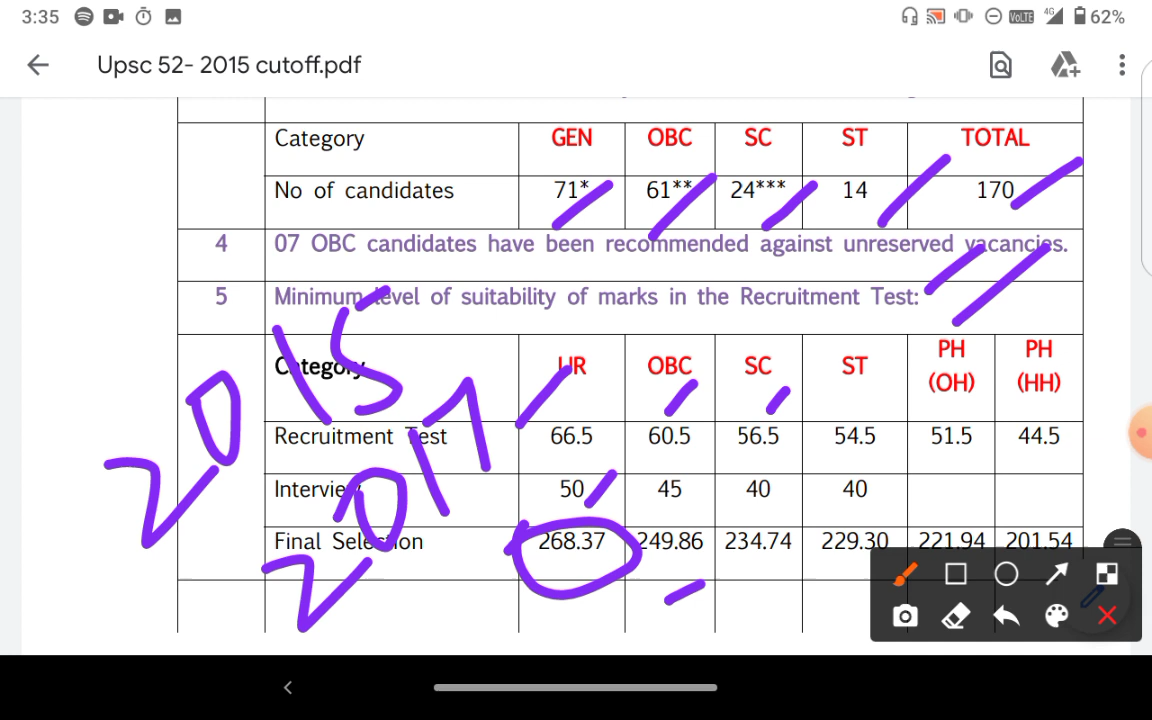 3:35 4G VoLTE 62%
Upsc 52- 2015 cutoff.pdf
Category GEN OBC SC ST TOTAL
No of candidates 71* 61** 24*** 14 170
4 07 OBC candidates have been recommended against unreserved vacancies.
5 Minimum level of suitability of marks in the Recruitment Test:
Category UR OBC SC ST PH (OH) PH (HH)
2015
Recruitment Test 66.5 60.5 56.5 54.5 51.5 44.5
Interview 50 45 40 40
Final Selection 268.37 249.86 234.74 229.30 221.94 201.54
2017